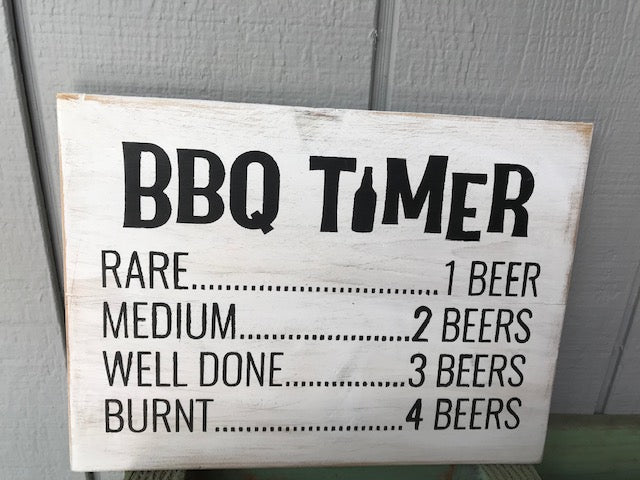 BBQ TIMER
RARE..............................1 BEER
MEDIUM.....................2 BEERS
WELL DONE...............3 BEERS
BURNT........................4 BEERS